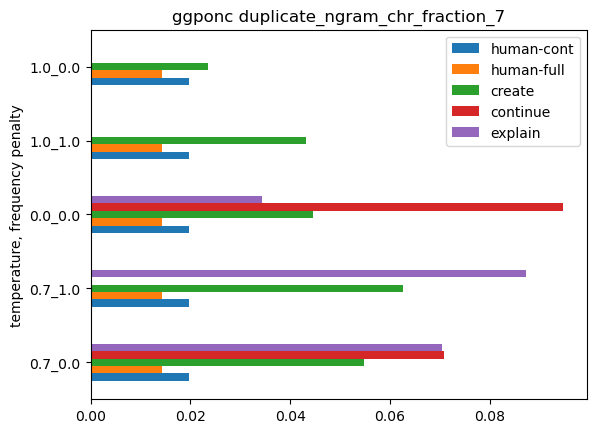 ggponc duplicate_ngram_chr_fraction_7
human-cont
human-full
create
continue
explain
temperature, frequency penalty
1.0_0.0
1.0_1.0
0.0_0.0
0.7_1.0
0.7_0.0
0.00 0.02 0.04 0.06 0.08